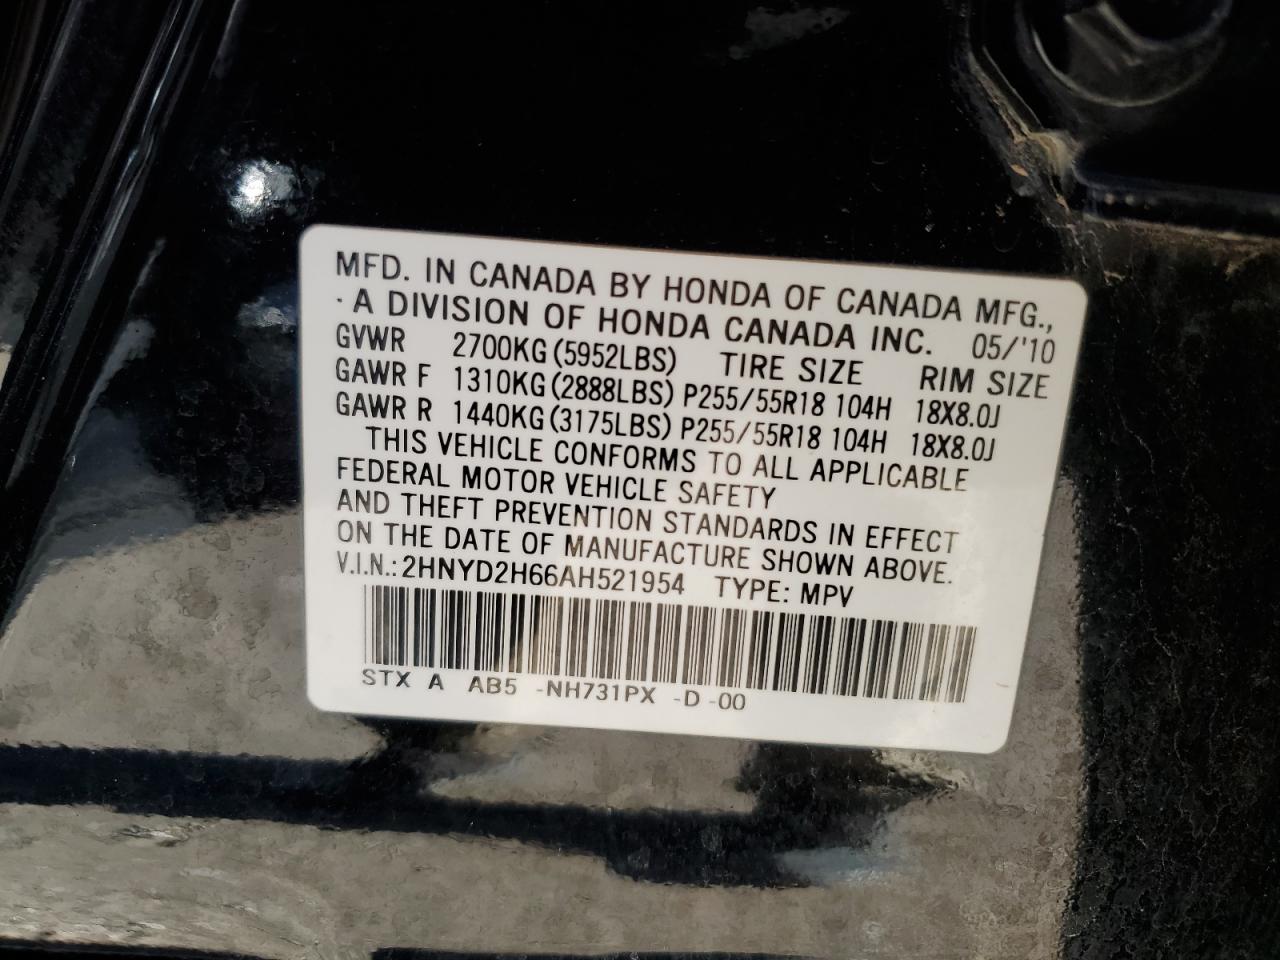 MFD. IN CANADA BY HONDA OF CANADA MFG.,
· A DIVISION OF HONDA CANADA INC. 05/'10
GVWR 2700KG (5952LBS) TIRE SIZE RIM SIZE
GAWR F 1310KG (2888LBS) P255/55R18 104H 18X8.0J
GAWR R 1440KG (3175LBS) P255/55R18 104H 18X8.0J
THIS VEHICLE CONFORMS TO ALL APPLICABLE
FEDERAL MOTOR VEHICLE SAFETY
AND THEFT PREVENTION STANDARDS IN EFFECT
ON THE DATE OF MANUFACTURE SHOWN ABOVE.
V.I.N.: 2HNYD2H66AH521954 TYPE: MPV
STX A AB5 -NH731PX -D -00